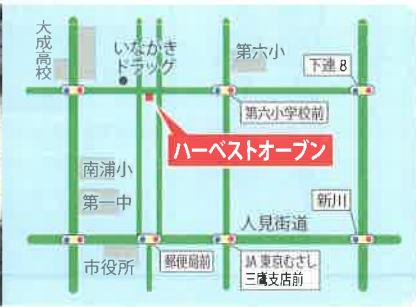 大成高校
いなかき
ドラッグ
第六小
下連8
第六小学校前
ハーベストオーブン
南浦小
第一中
新川
人見街道
市役所
郵便局前
JA 東京むさし
三鷹支店前